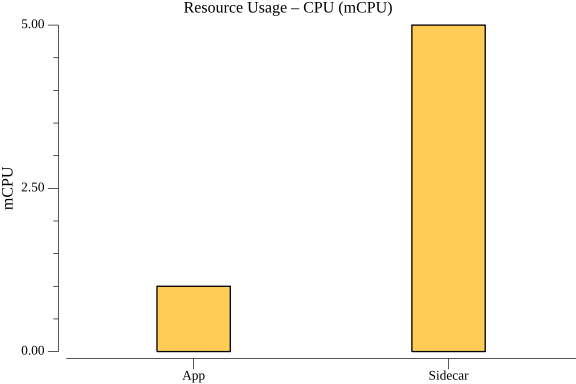 Resource Usage – CPU (mCPU)
5.00
2.50
0.00
mCPU
App
Sidecar